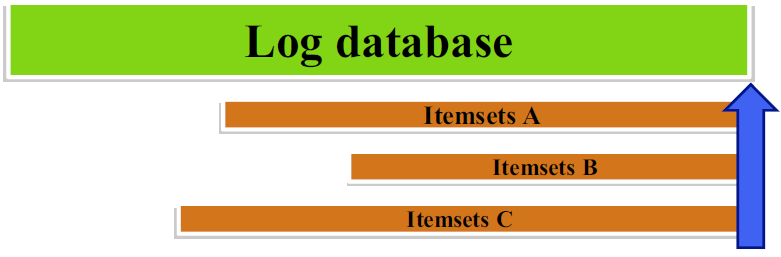 Log database
Itemsets A
Itemsets B
Itemsets C